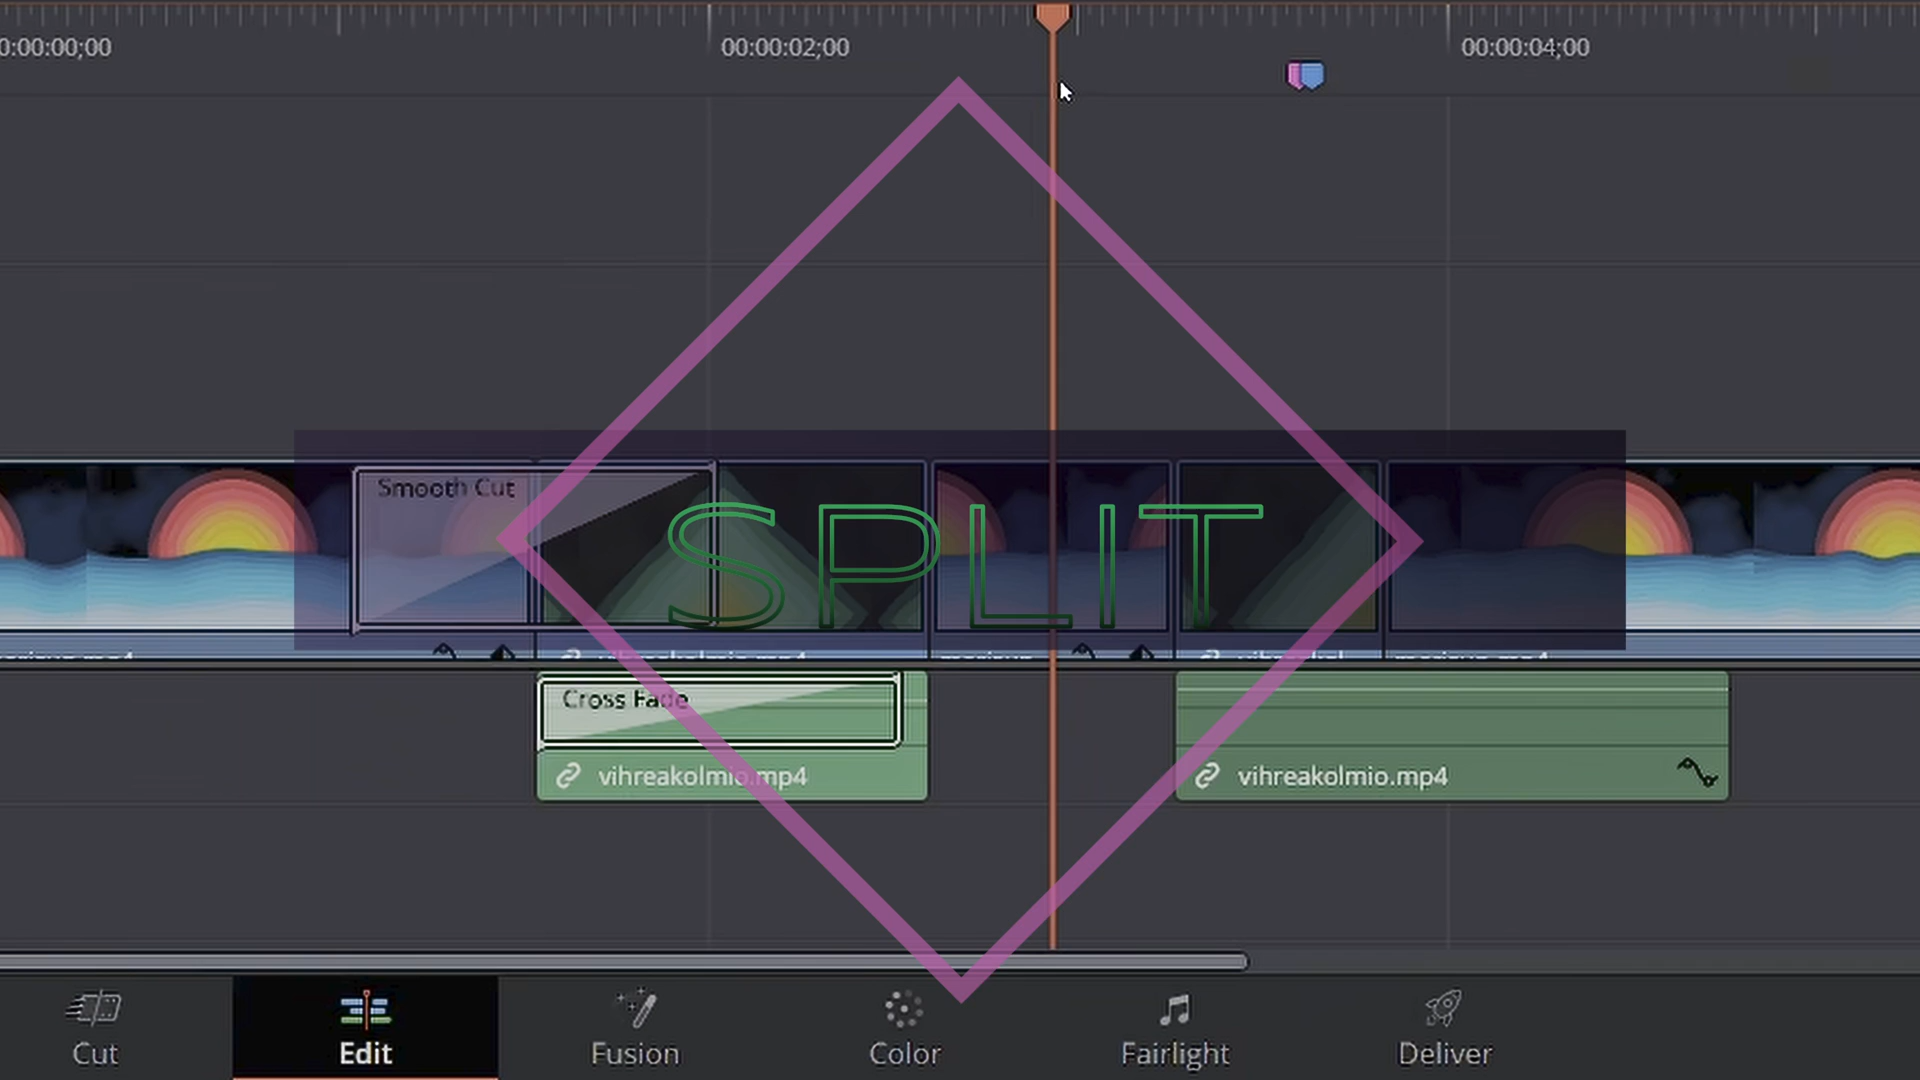 0:00:00;00
00:00:02;00
00:00:04;00
Smooth Cut
SPLIT
Cross Fade
vihreakolmio.mp4
vihreakolmio.mp4
Cut
Edit
Fusion
Color
Fairlight
Deliver